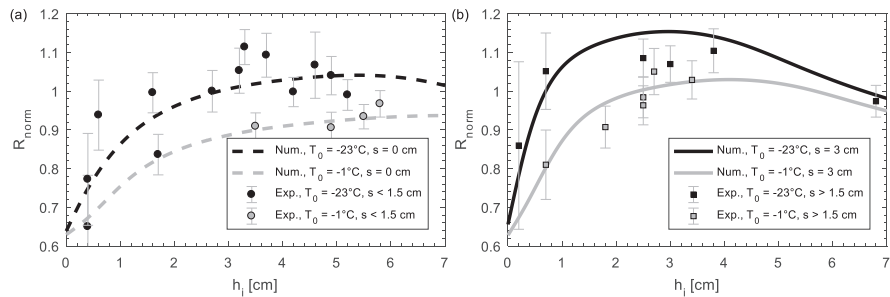 (a)
1.2
1.1
1
0.9
0.8
0.7
0.6
R_norm
0 1 2 3 4 5 6 7
h_i [cm]
Num., T_0 = -23°C, s = 0 cm
Num., T_0 = -1°C, s = 0 cm
Exp., T_0 = -23°C, s < 1.5 cm
Exp., T_0 = -1°C, s < 1.5 cm
(b)
1.2
1.1
1
0.9
0.8
0.7
0.6
R_norm
0 1 2 3 4 5 6 7
h_i [cm]
Num., T_0 = -23°C, s = 3 cm
Num., T_0 = -1°C, s = 3 cm
Exp., T_0 = -23°C, s > 1.5 cm
Exp., T_0 = -1°C, s > 1.5 cm